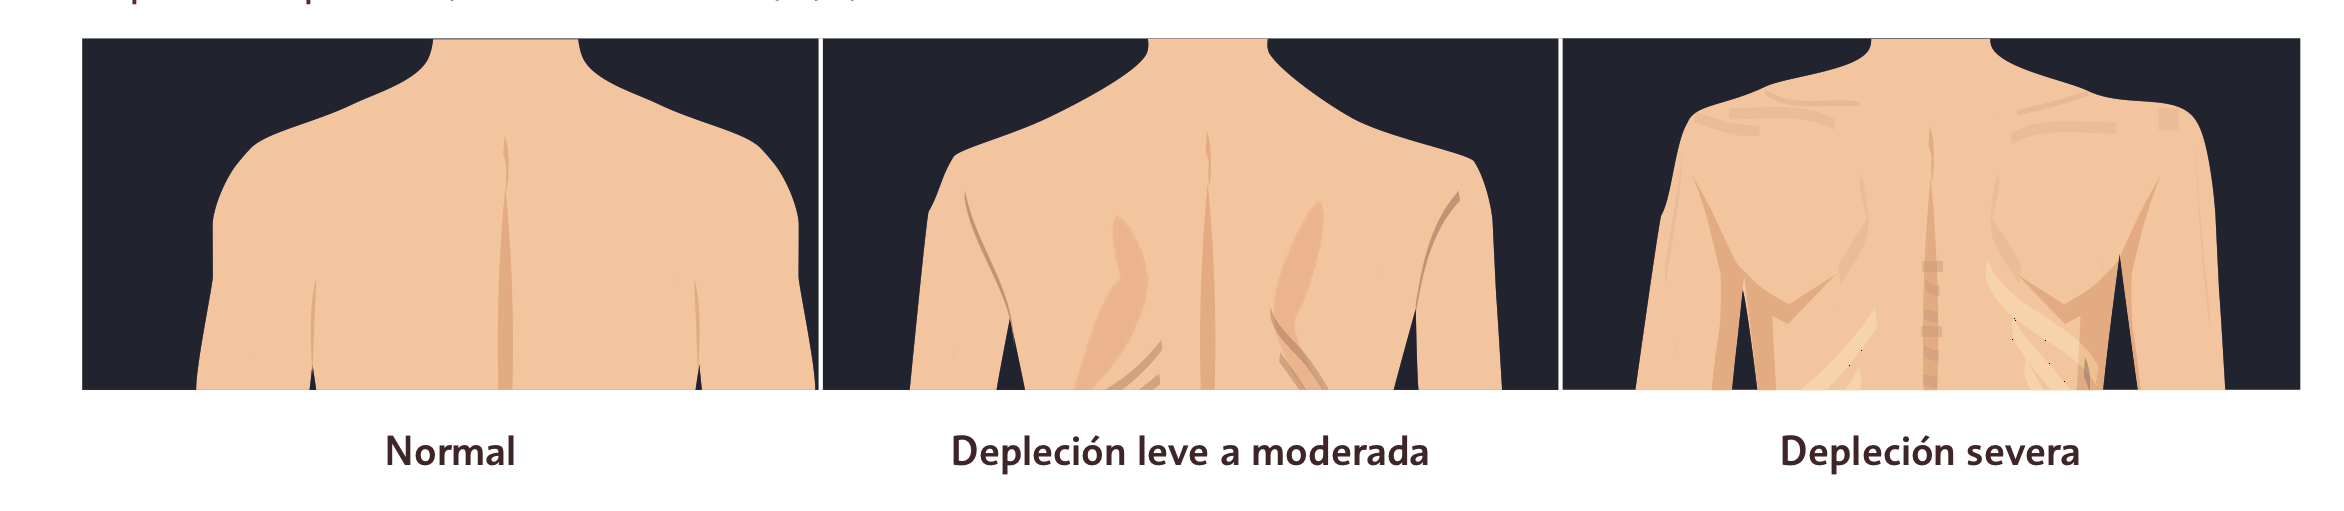 Normal
Depleción leve a moderada
Depleción severa